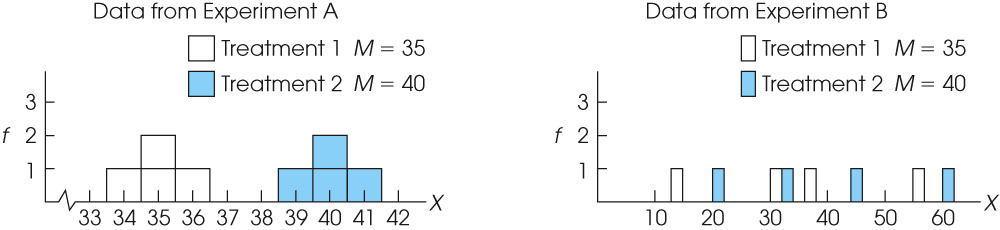 Data from Experiment A
Treatment 1 M = 35
Treatment 2 M = 40
3
f 2
1
33 34 35 36 37 38 39 40 41 42 X
Data from Experiment B
Treatment 1 M = 35
Treatment 2 M = 40
3
f 2
1
10 20 30 40 50 60 X